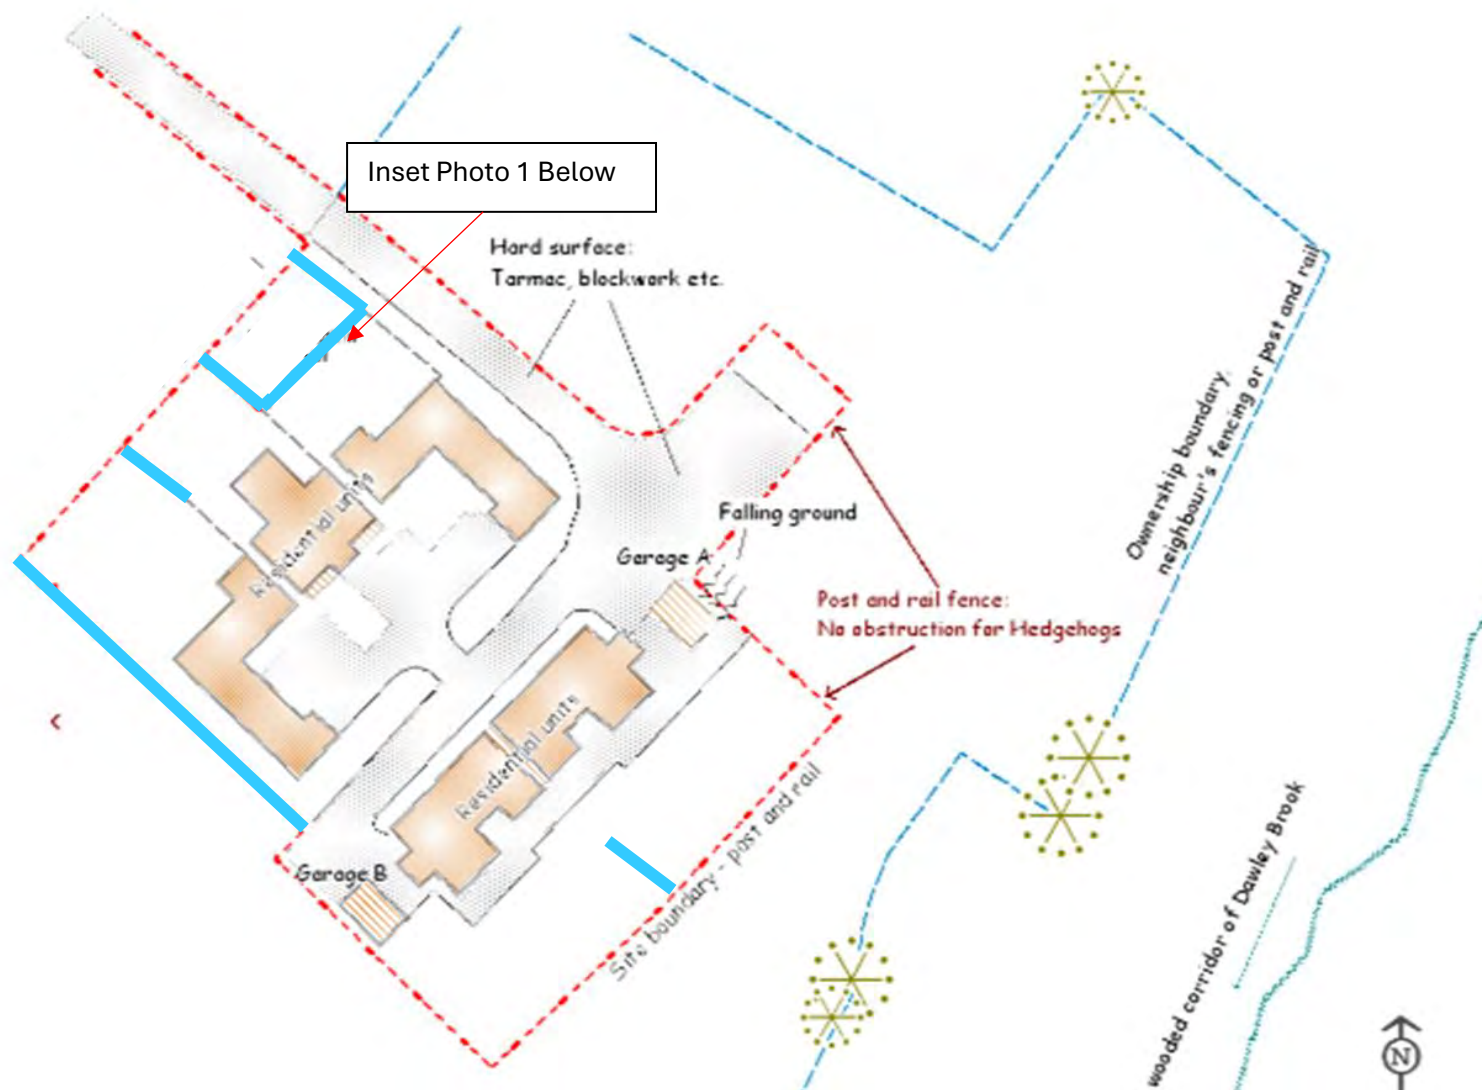 Inset Photo 1 Below
Hard surface:
Tarmac, blockwork etc.
Ownership boundary,
neighbour's fencing or post and rail
Falling ground
Garage A
Residential units
Post and rail fence:
No obstruction for Hedgehogs
Residential units
Garage B
Site boundary - post and rail
wooded corridor of Dawley Brook
N